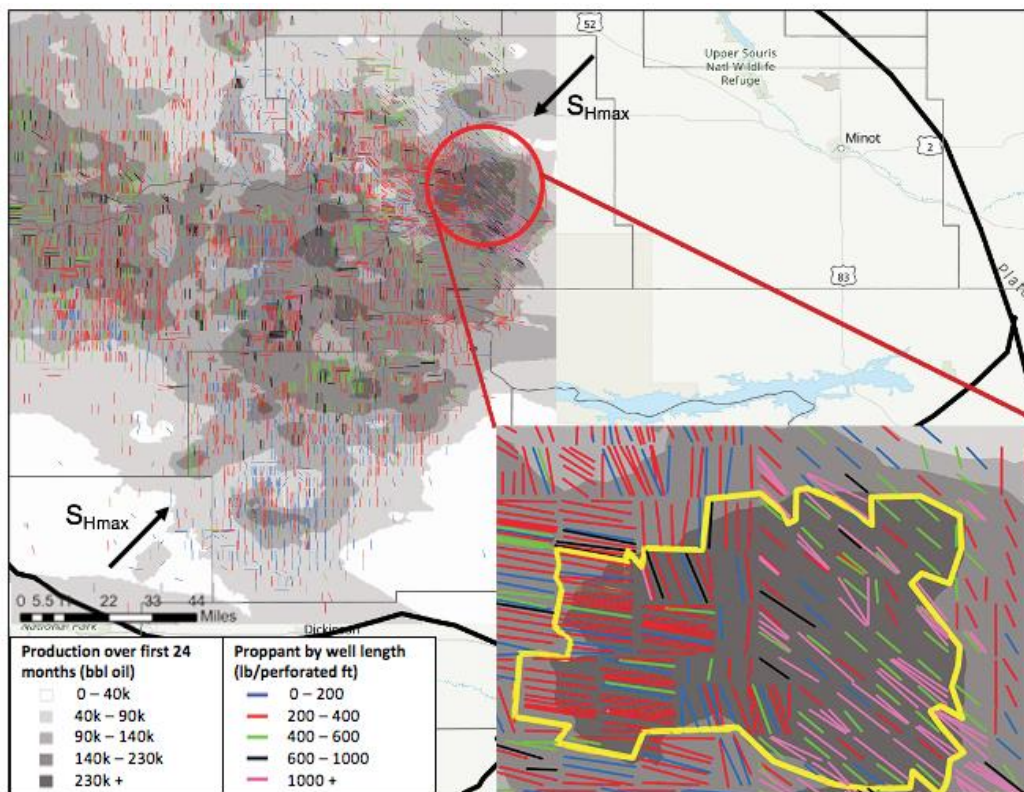 52
Upper Souris
Natl Wildlife
Refuge
SHmax
Minot
2
83
SHmax
0 5.5 11 22 33 44
Miles
National Park
Dickinson
Production over first 24
months (bbl oil)
0 – 40k
40k – 90k
90k – 140k
140k – 230k
230k +
Proppant by well length
(lb/perforated ft)
0 – 200
200 – 400
400 – 600
600 – 1000
1000 +